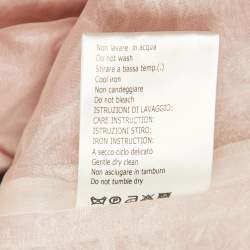 Non lavare in acqua
Do not wash
Stirare a bassa temp.(.)
Cool iron
Non candeggiare
Do not bleach
ISTRUZIONI DI LAVAGGIO:
CARE INSTRUCTION:
ISTRUZIONI STIRO:
IRON INSTRUCTION:
A secco ciclo delicato
Gentle dry clean
Non asciugare in tamburo
Do not tumble dry